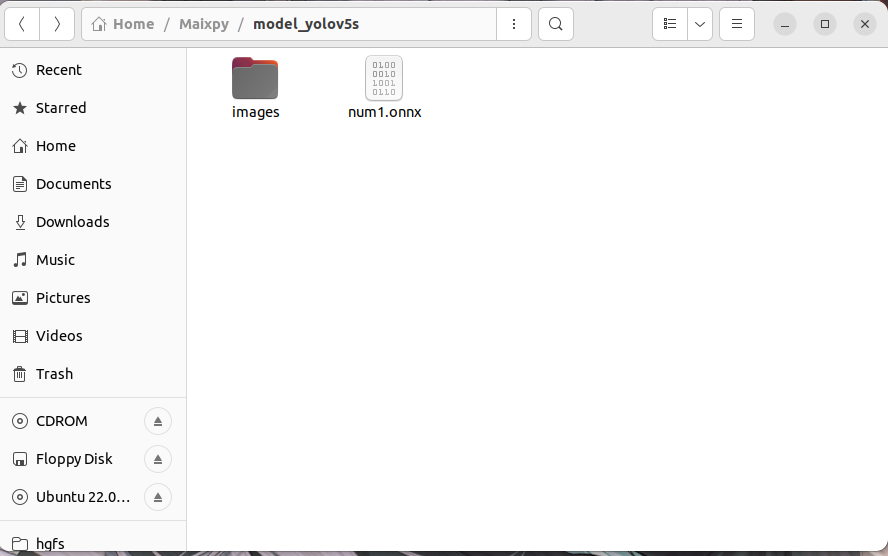 Home / Maixpy / model_yolov5s
Recent
Starred
Home
Documents
Downloads
Music
Pictures
Videos
Trash
CDROM
Floppy Disk
Ubuntu 22.0…
hgfs
images
0100
0010
1001
0110
num1.onnx